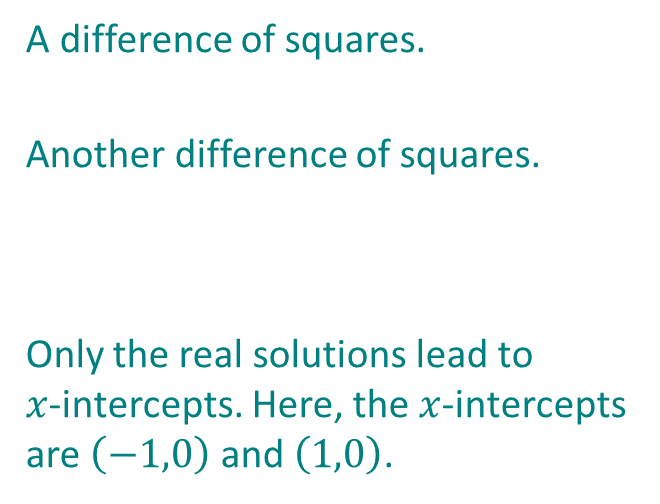 A difference of squares.
Another difference of squares.
Only the real solutions lead to
x-intercepts. Here, the x-intercepts
are (−1,0) and (1,0).